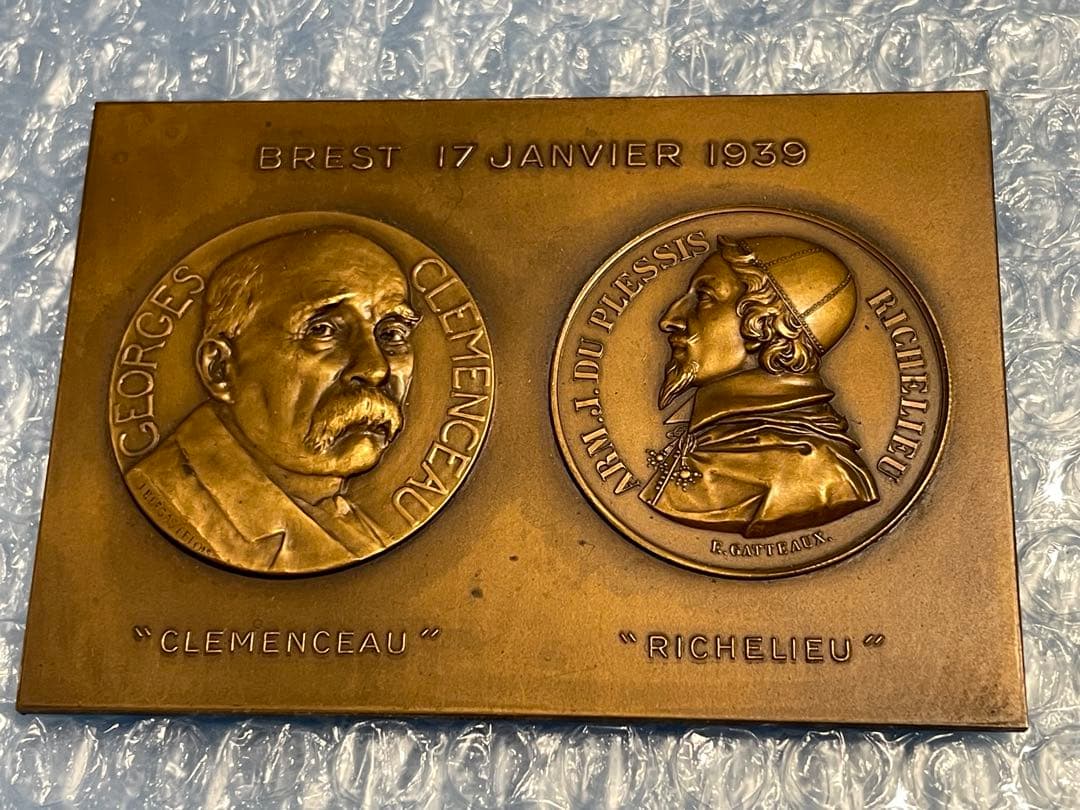 BREST 17 JANVIER 1939
GEORGES CLEMENCEAU
ARM. J. DU PLESSIS RICHELIEU
E. GATTEAUX.
"CLEMENCEAU"
"RICHELIEU"